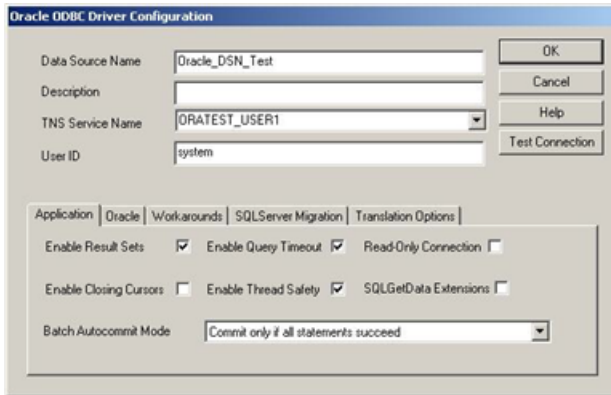 Oracle ODBC Driver Configuration
Data Source Name Oracle_DSN_Test OK
Description Cancel
TNS Service Name ORATEST_USER1 Help
User ID system Test Connection
Application Oracle Workarounds SQLServer Migration Translation Options
Enable Result Sets Enable Query Timeout Read-Only Connection
Enable Closing Cursors Enable Thread Safety SQLGetData Extensions
Batch Autocommit Mode Commit only if all statements succeed